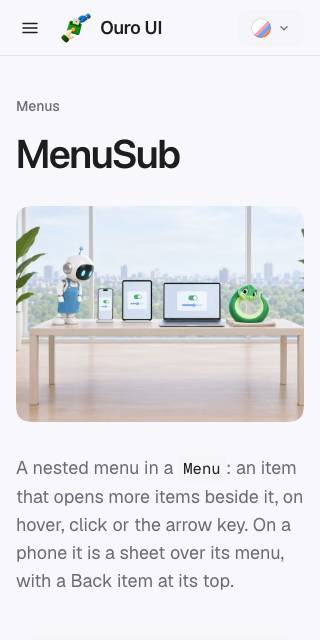 Ouro UI
Menus
MenuSub
A nested menu in a Menu: an item
that opens more items beside it, on
hover, click or the arrow key. On a
phone it is a sheet over its menu,
with a Back item at its top.